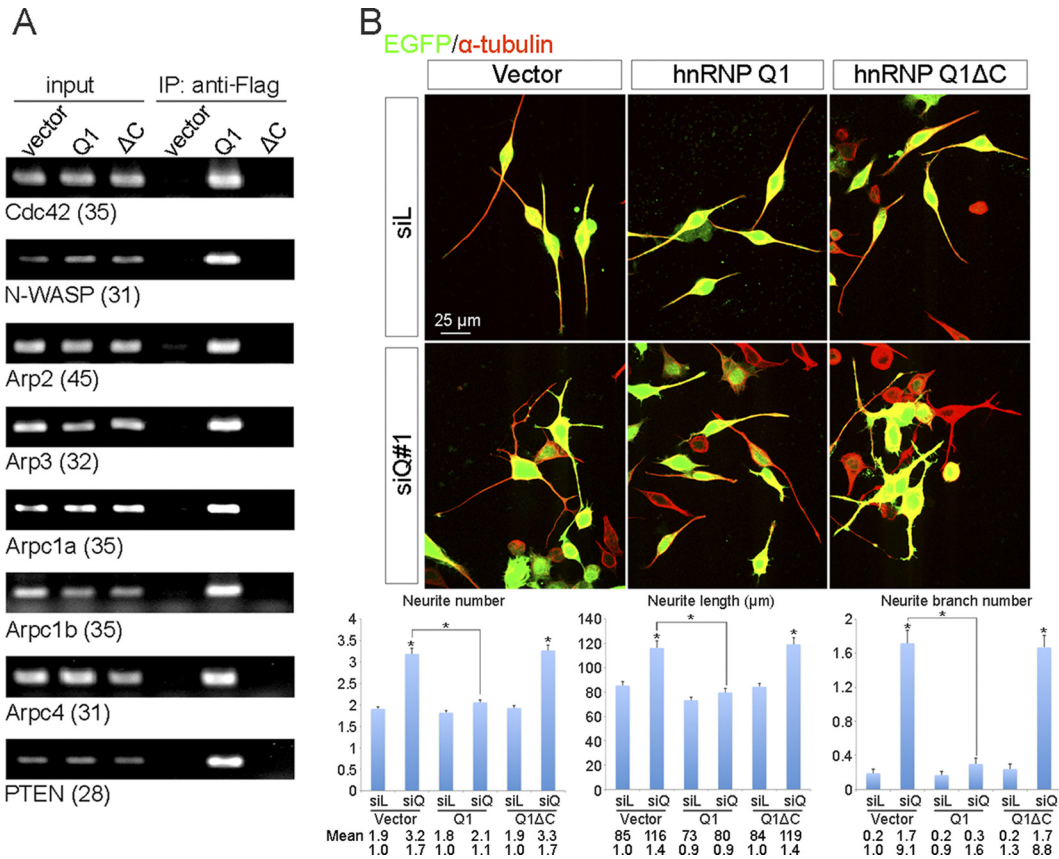 A
input IP: anti-Flag
vector Q1 ΔC vector Q1 ΔC
Cdc42 (35)
N-WASP (31)
Arp2 (45)
Arp3 (32)
Arpc1a (35)
Arpc1b (35)
Arpc4 (31)
PTEN (28)
B
EGFP/α-tubulin
Vector hnRNP Q1 hnRNP Q1ΔC
siL
25 µm
siQ#1
Neurite number
4
3.5
3
2.5
2
1.5
1
0.5
0
* * *
siL siQ siL siQ siL siQ
Vector Q1 Q1ΔC
Mean 1.9 3.2 1.8 2.1 1.9 3.3
1.0 1.7 1.0 1.1 1.0 1.7
Neurite length (µm)
140
120
100
80
60
40
20
0
* * *
siL siQ siL siQ siL siQ
Vector Q1 Q1ΔC
85 116 73 80 84 119
1.0 1.4 0.9 0.9 1.0 1.4
Neurite branch number
2
1.6
1.2
0.8
0.4
0
* * *
siL siQ siL siQ siL siQ
Vector Q1 Q1ΔC
0.2 1.7 0.2 0.3 0.2 1.7
1.0 9.1 0.9 1.6 1.3 8.8